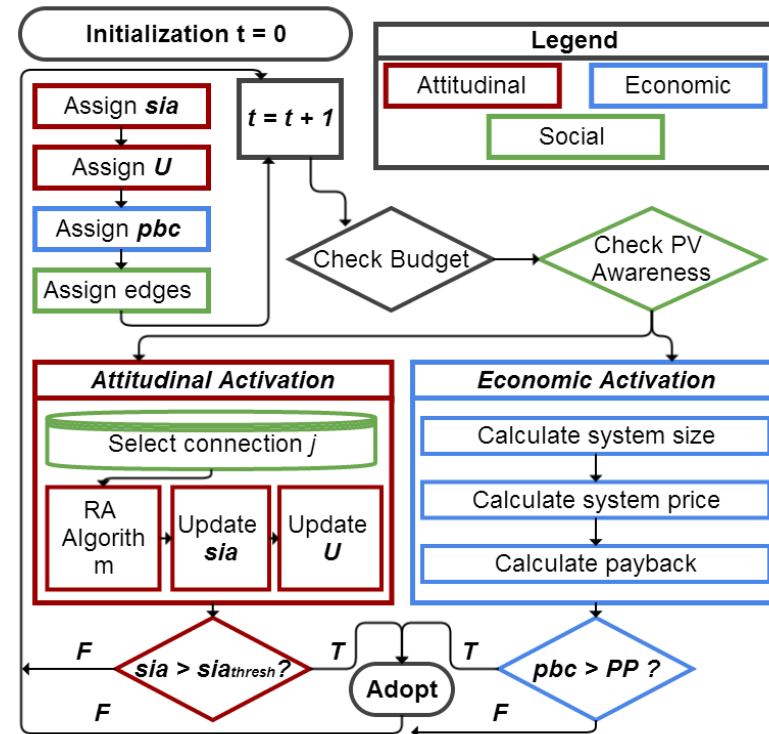 Initialization t = 0
Legend
Attitudinal
Economic
Social
Assign sia
Assign U
Assign pbc
Assign edges
t = t + 1
Check Budget
Check PV
Awareness
Attitudinal Activation
Select connection j
RA
Algorith
m
Update
sia
Update
U
Economic Activation
Calculate system size
Calculate system price
Calculate payback
F
sia > siathresh?
T
T
pbc > PP ?
Adopt
F
F